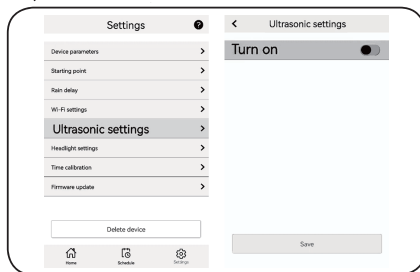 Settings
?
Device parameters
Starting point
Rain delay
Wi-Fi settings
Ultrasonic settings
Headlight settings
Time calibration
Firmware update
Delete device
Home
Schedule
Settings
Ultrasonic settings
Turn on
Save